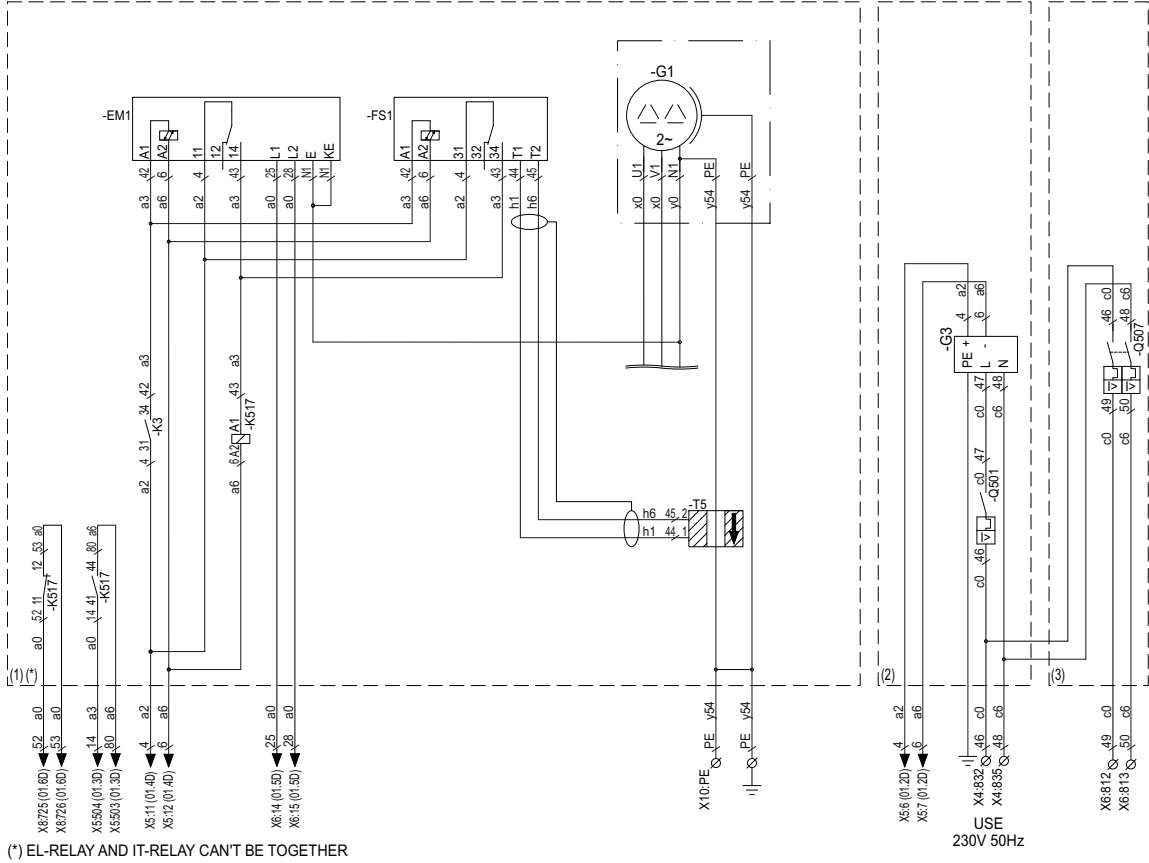 -EM1
A1
A2
11
12
14
L1
L2
E
KE
42
6
4
43
25
28
N1
N1
a3
a6
a2
a3
a0
a0
-FS1
A1
A2
31
32
34
T1
T2
42
6
4
43
44
45
a3
a6
a2
a3
h1
h6
-G1
2~
U1
V1
N1
PE
PE
x0
x0
y0
y54
y54
a3
42
34
-K3
31
4
a2
a3
43
A1
-K517
A2
6
a6
-T5
h6
45
2
h1
44
1
a0
53
12
-K517
11
52
a0
a6
80
44
-K517
41
14
a0
(1) (*)
a2
a6
4
6
-G3
PE
+
-
L
N
47
48
c0
c6
47
c0
-Q501
I>
46
c0
(2)
c0
c6
46
48
-Q507
I>
I>
49
50
c0
c6
(3)
a0
a0
a3
a6
a2
a6
a0
a0
y54
y54
a2
a6
c0
c6
c0
c6
52
53
14
80
4
6
25
28
PE
PE
4
6
46
48
49
50
X8:725 (01.6D)
X8:726 (01.6D)
X5:504 (01.3D)
X5:503 (01.3D)
X5:11 (01.4D)
X5:12 (01.4D)
X6:14 (01.5D)
X6:15 (01.5D)
X10:PE
X5:6 (01.2D)
X5:7 (01.2D)
X4:832
X4:835
X6:812
X6:813
USE
230V 50Hz
(*) EL-RELAY AND IT-RELAY CAN'T BE TOGETHER